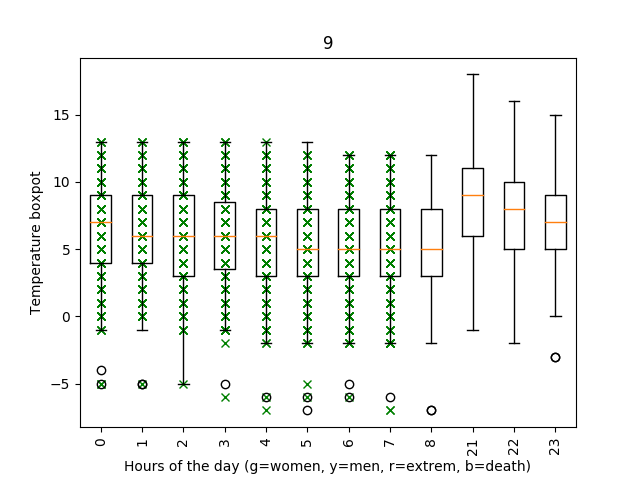 9
Temperature boxpot
15
10
5
0
−5
0 1 2 3 4 5 6 7 8 21 22 23
Hours of the day (g=women, y=men, r=extrem, b=death)